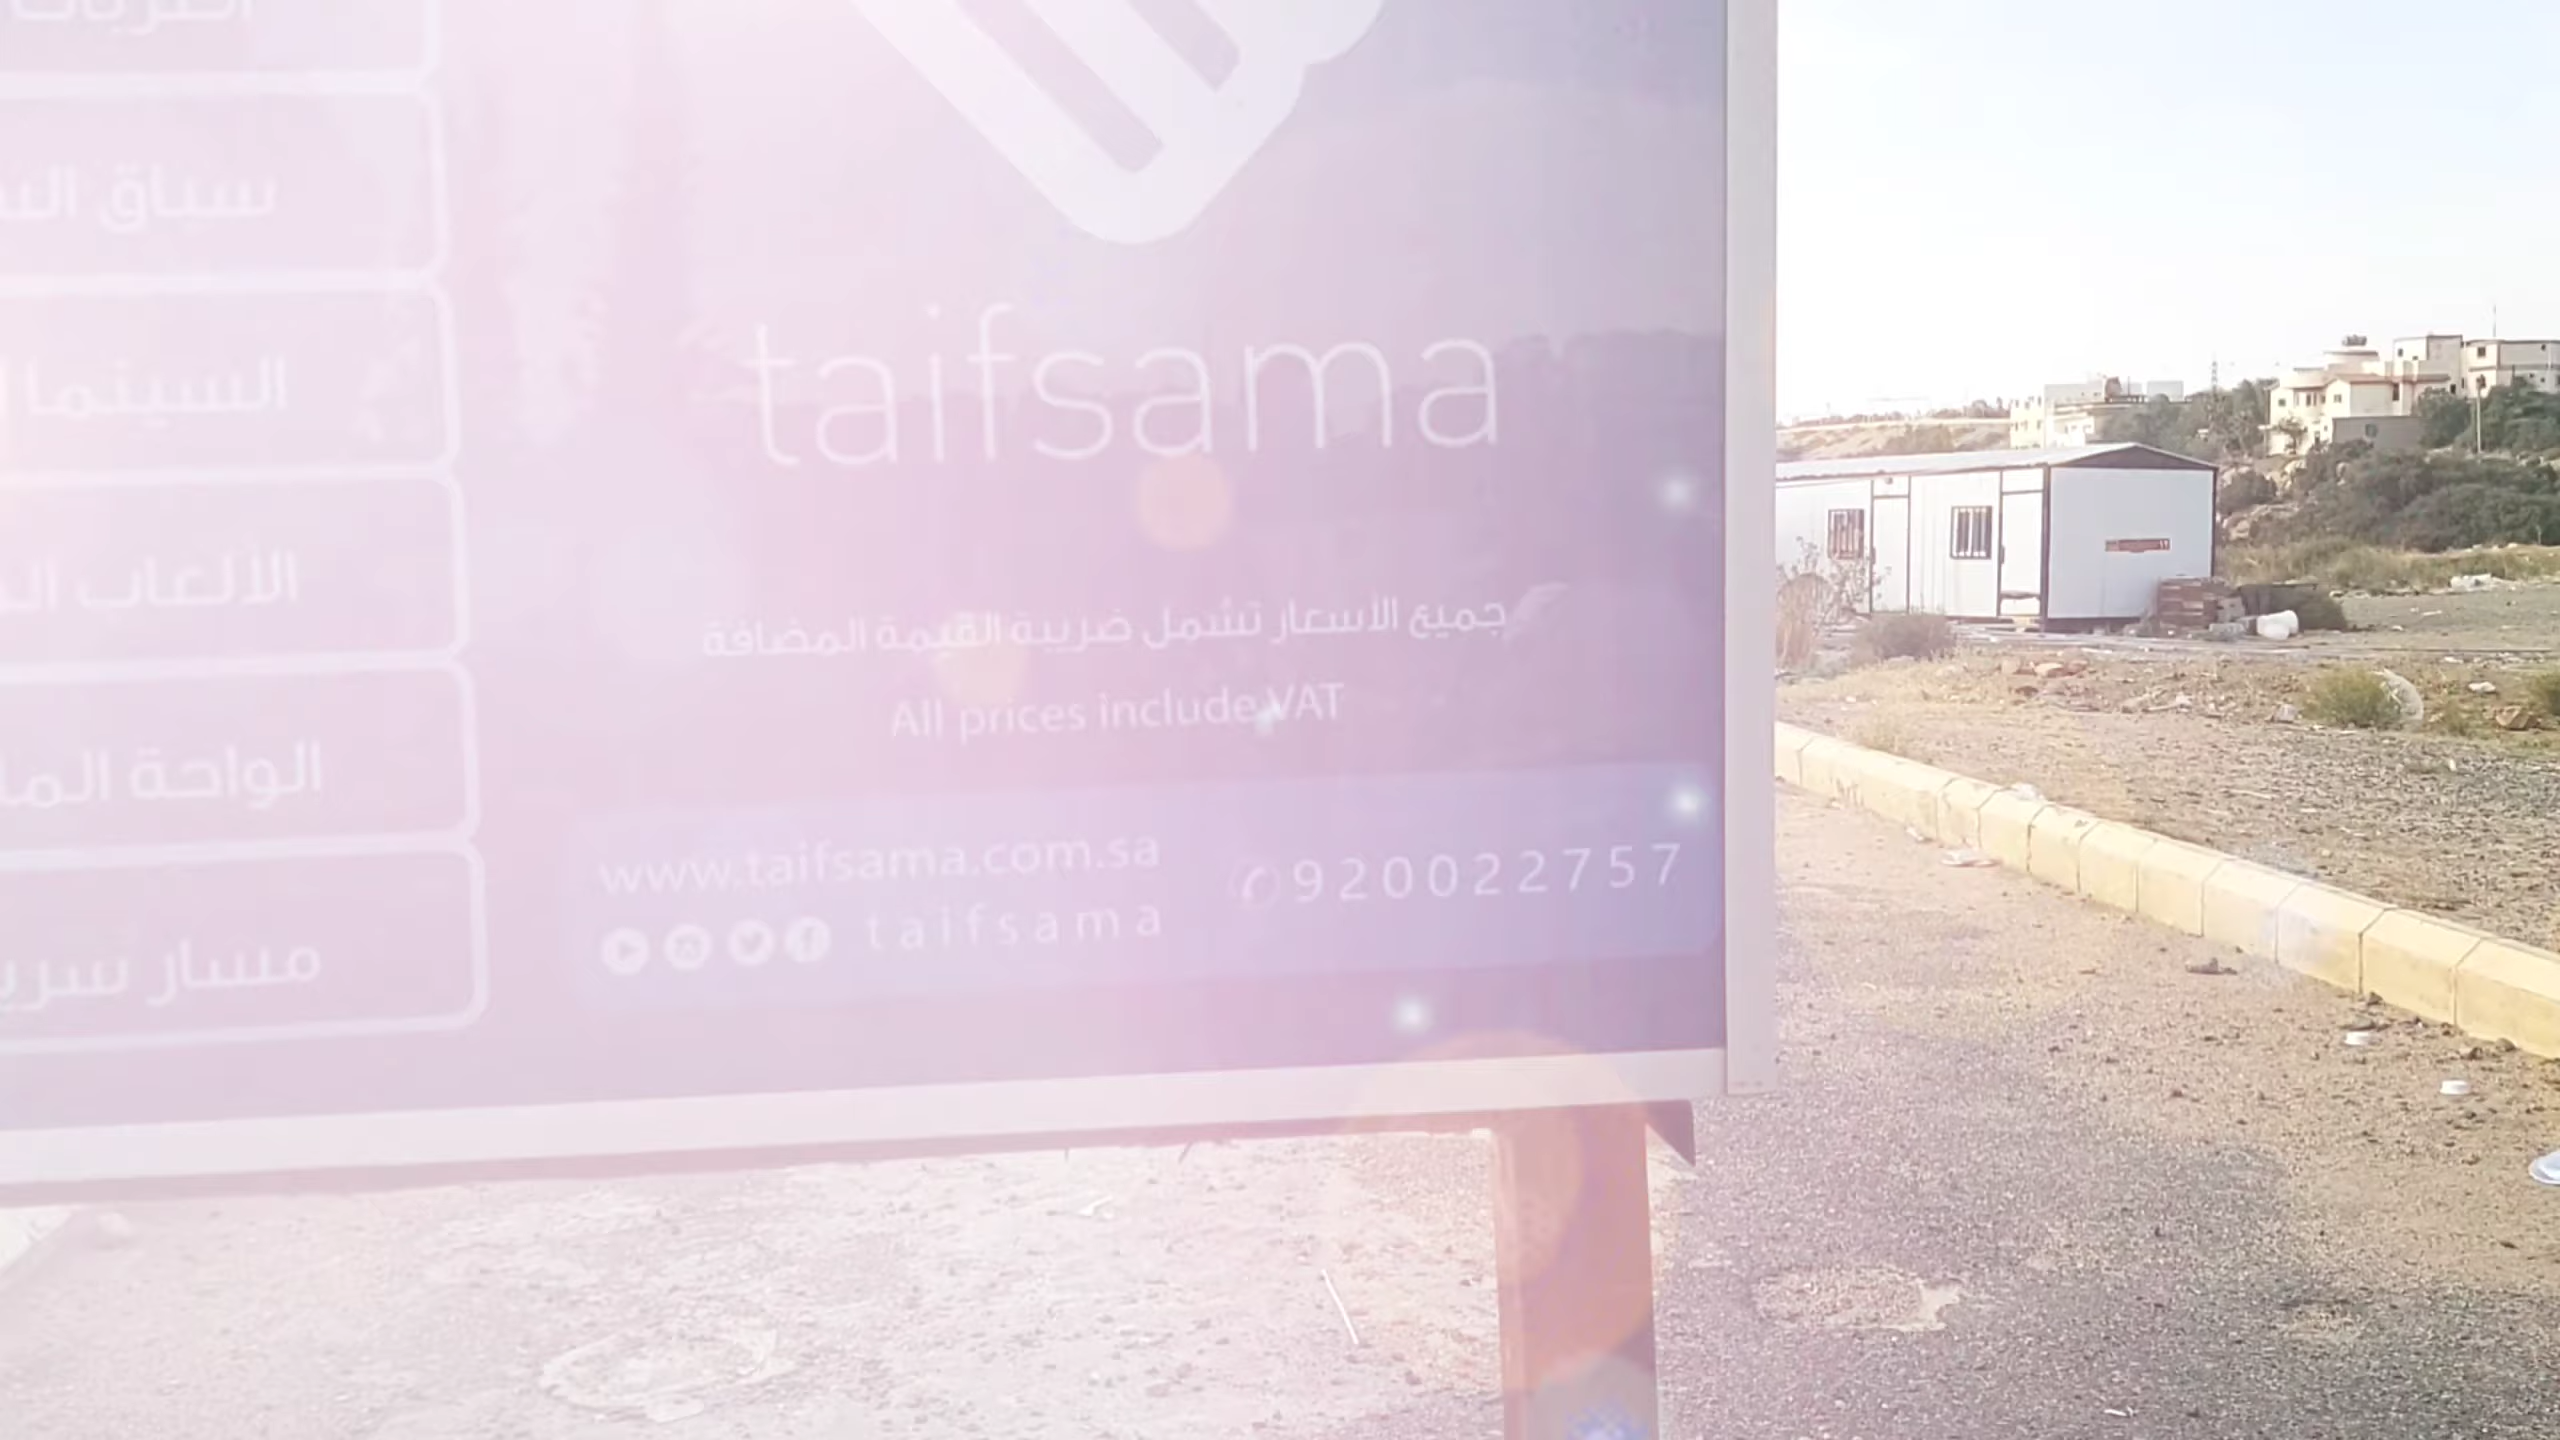 سباق
السينما
الألعاب
الواحة
مسار
taifsama
جميع الأسعار تشمل ضريبة القيمة المضافة
All prices include VAT
www.taifsama.com.sa
taifsama
920022757